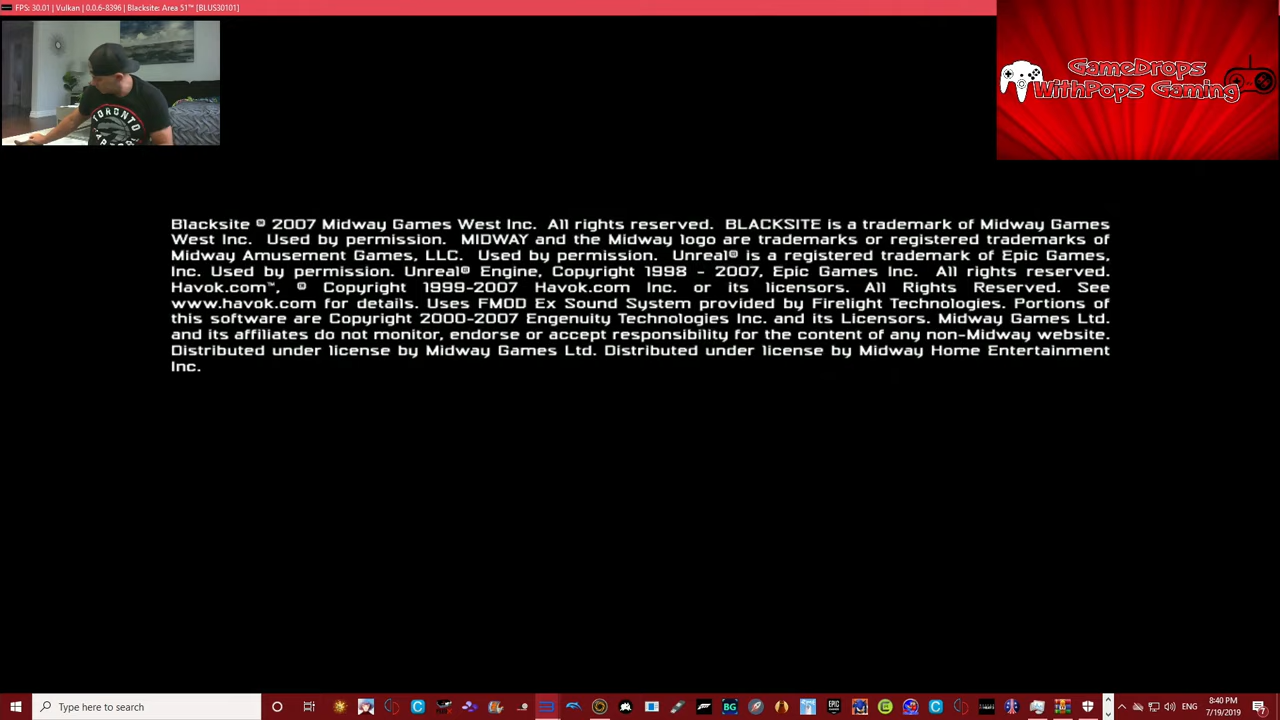 FPS: 30.01 | Vulkan | 0.0.6-8396 | Blacksite: Area 51™ [BLUS30101]
GameDrops
WithPops Gaming
TORONTO
Blacksite © 2007 Midway Games West Inc. All rights reserved. BLACKSITE is a trademark of Midway Games
West Inc. Used by permission. MIDWAY and the Midway logo are trademarks or registered trademarks of
Midway Amusement Games, LLC. Used by permission. Unreal® is a registered trademark of Epic Games,
Inc. Used by permission. Unreal® Engine, Copyright 1998 - 2007, Epic Games Inc. All rights reserved.
Havok.com™, © Copyright 1999-2007 Havok.com Inc. or its licensors. All Rights Reserved. See
www.havok.com for details. Uses FMOD Ex Sound System provided by Firelight Technologies. Portions of
this software are Copyright 2000-2007 Engenuity Technologies Inc. and its Licensors. Midway Games Ltd.
and its affiliates do not monitor, endorse or accept responsibility for the content of any non-Midway website.
Distributed under license by Midway Games Ltd. Distributed under license by Midway Home Entertainment
Inc.
Type here to search
BG
EPIC
ENG
8:40 PM
7/19/2019